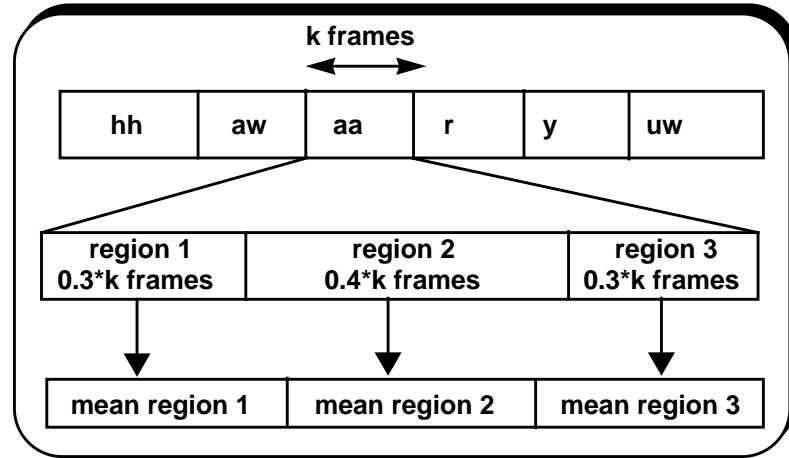 k frames
hh aw aa r y uw
region 1 region 2 region 3
0.3*k frames 0.4*k frames 0.3*k frames
mean region 1 mean region 2 mean region 3